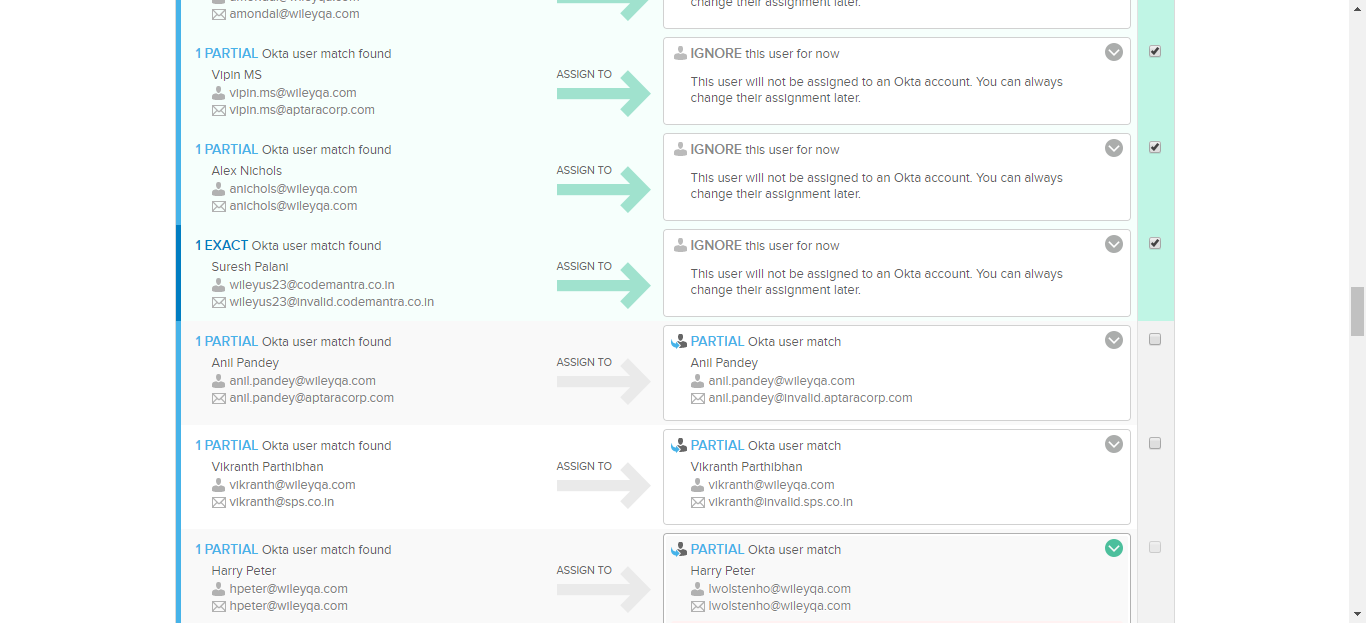 amondal@wileyqa.com
change their assignment later.
1 PARTIAL Okta user match found
Vipin MS
vipin.ms@wileyqa.com
vipin.ms@aptaracorp.com
ASSIGN TO
IGNORE this user for now
This user will not be assigned to an Okta account. You can always
change their assignment later.
1 PARTIAL Okta user match found
Alex Nichols
anichols@wileyqa.com
anichols@wileyqa.com
ASSIGN TO
IGNORE this user for now
This user will not be assigned to an Okta account. You can always
change their assignment later.
1 EXACT Okta user match found
Suresh Palani
wileyus23@codemantra.co.in
wileyus23@invalid.codemantra.co.in
ASSIGN TO
IGNORE this user for now
This user will not be assigned to an Okta account. You can always
change their assignment later.
1 PARTIAL Okta user match found
Anil Pandey
anil.pandey@wileyqa.com
anil.pandey@aptaracorp.com
ASSIGN TO
PARTIAL Okta user match
Anil Pandey
anil.pandey@wileyqa.com
anil.pandey@invalid.aptaracorp.com
1 PARTIAL Okta user match found
Vikranth Parthibhan
vikranth@wileyqa.com
vikranth@sps.co.in
ASSIGN TO
PARTIAL Okta user match
Vikranth Parthibhan
vikranth@wileyqa.com
vikranth@invalid.sps.co.in
1 PARTIAL Okta user match found
Harry Peter
hpeter@wileyqa.com
hpeter@wileyqa.com
ASSIGN TO
PARTIAL Okta user match
Harry Peter
lwolstenho@wileyqa.com
lwolstenho@wileyqa.com